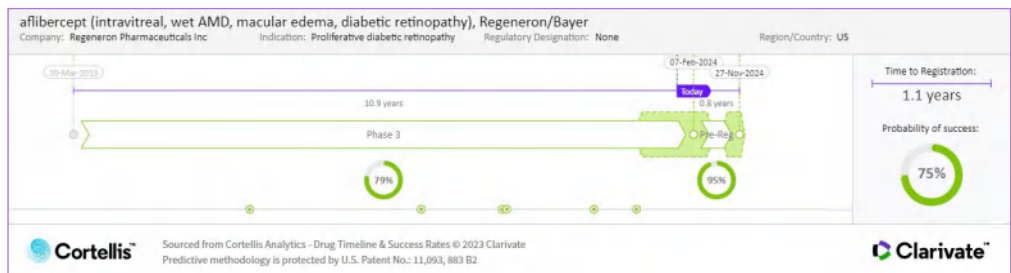 aflibercept (intravitreal, wet AMD, macular edema, diabetic retinopathy), Regeneron/Bayer
Company: Regeneron Pharmaceuticals Inc Indication: Proliferative diabetic retinopathy Regulatory Designation: None Region/Country: US
20-Mar-2013
07-Feb-2024
27-Nov-2024
Today
10.9 years
0.8 years
Phase 3
Pre-Reg
79%
95%
Time to Registration:
1.1 years
Probability of success:
75%
Cortellis™
Sourced from Cortellis Analytics - Drug Timeline & Success Rates © 2023 Clarivate
Predictive methodology is protected by U.S. Patent No.: 11,093, 883 B2
Clarivate™